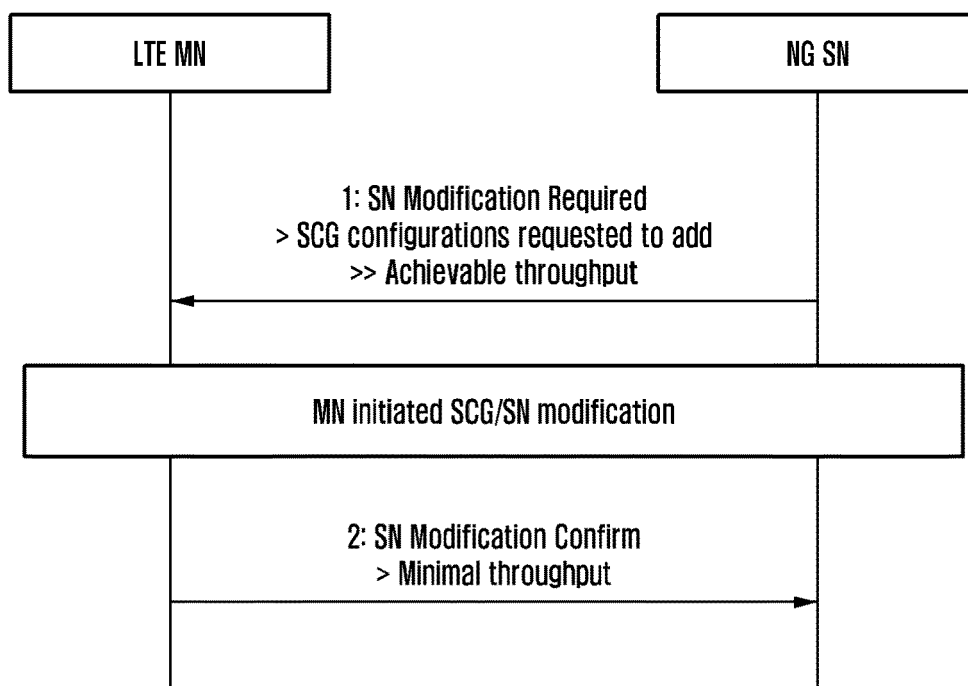 LTE MN
NG SN
1: SN Modification Required
> SCG configurations requested to add
>> Achievable throughput
MN initiated SCG/SN modification
2: SN Modification Confirm
> Minimal throughput